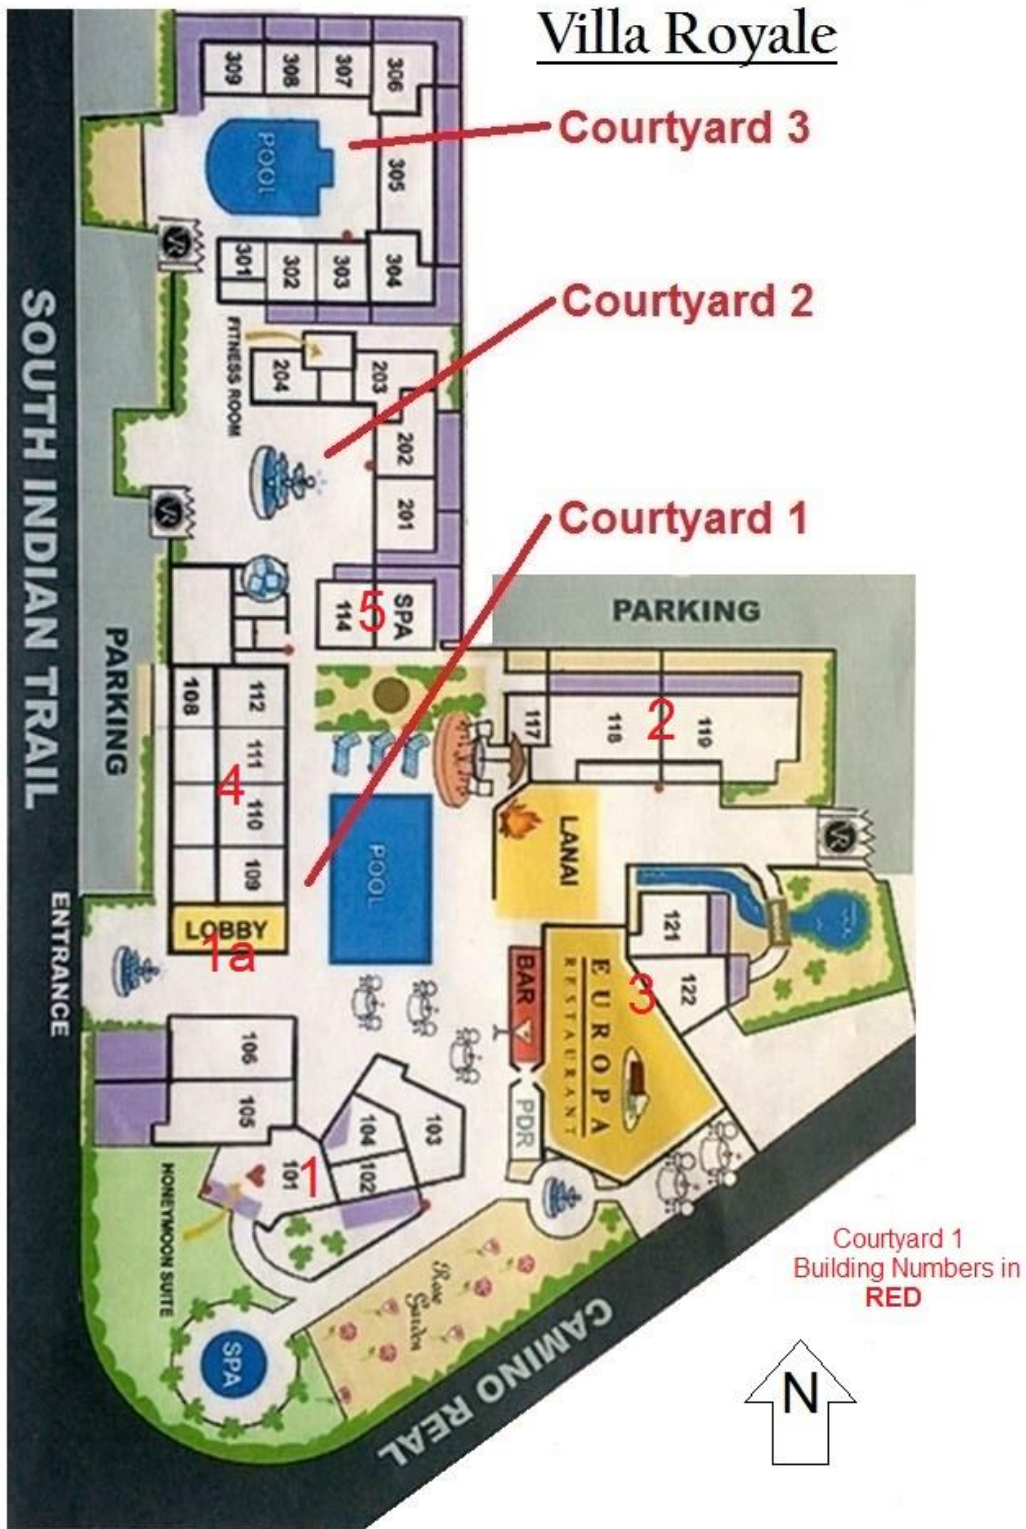 Villa Royale
309
308
307
306
Courtyard 3
POOL
305
VR
301
302
303
304
Courtyard 2
SOUTH INDIAN TRAIL
FITNESS ROOM
204
203
202
VR
201
Courtyard 1
114
5
SPA
PARKING
PARKING
108
112
117
118
2
119
111
4
110
109
POOL
LANAI
VR
ENTRANCE
LOBBY
1a
BAR
EUROPA
RESTAURANT
121
3
122
106
105
104
103
PDR
101
1
102
HONEYMOON SUITE
Rose
Garden
Courtyard 1
Building Numbers in
RED
SPA
CAMINO REAL
N